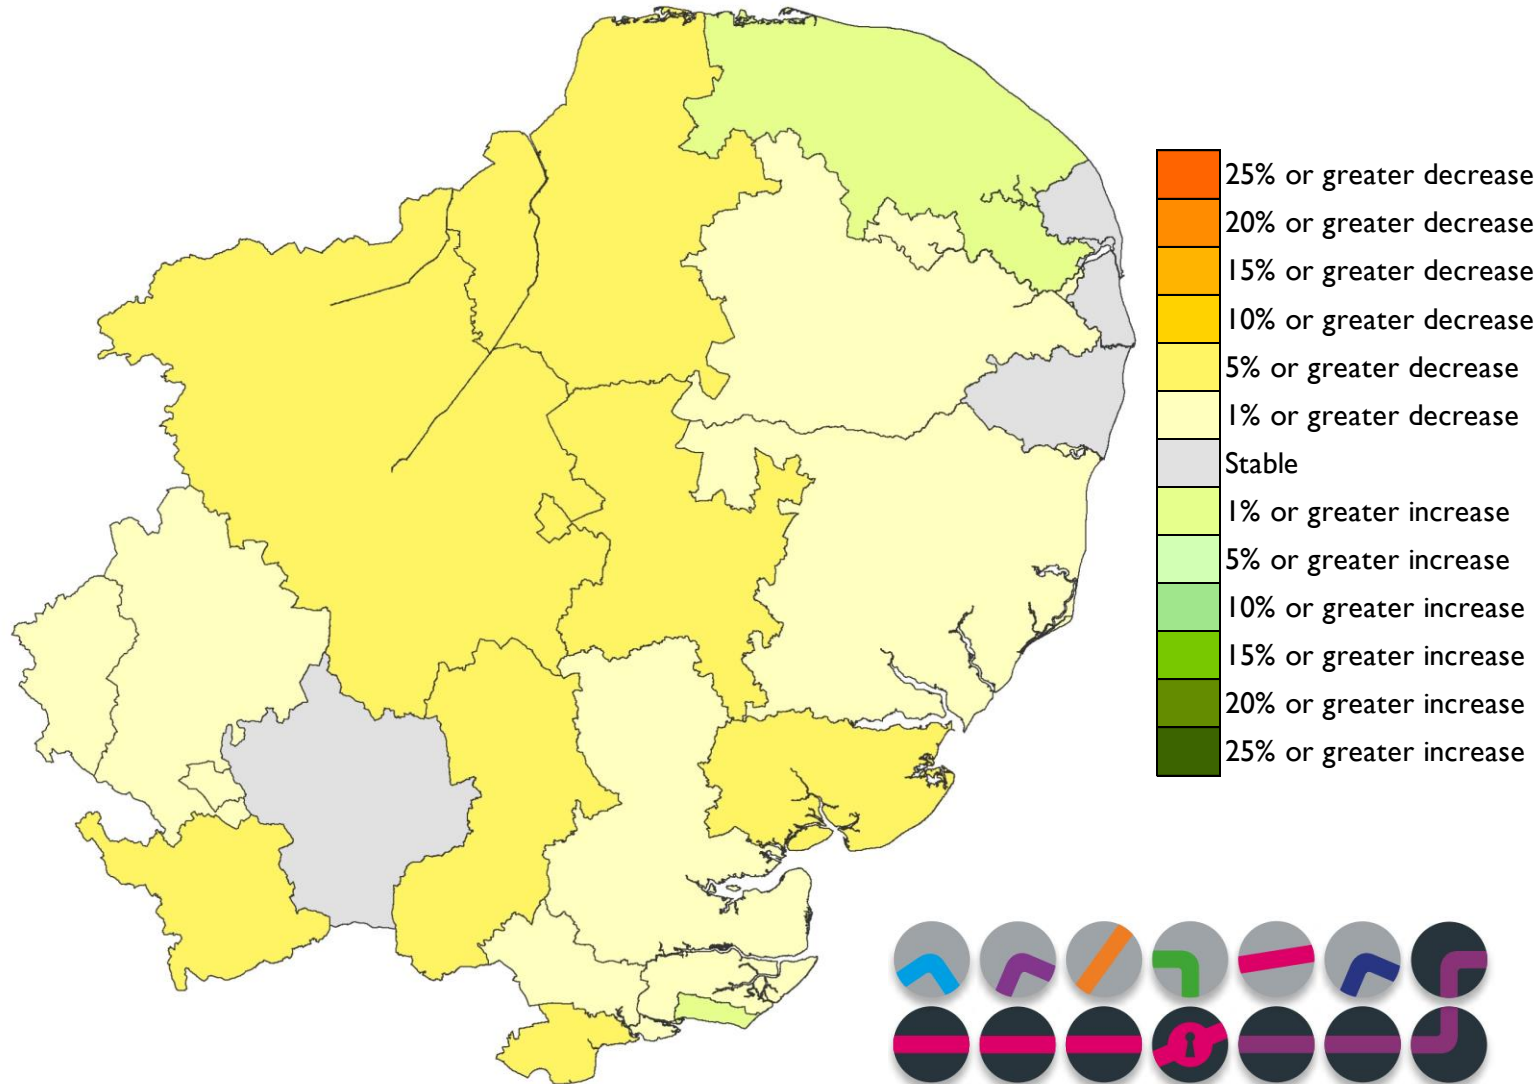 25% or greater decrease
20% or greater decrease
15% or greater decrease
10% or greater decrease
5% or greater decrease
1% or greater decrease
Stable
1% or greater increase
5% or greater increase
10% or greater increase
15% or greater increase
20% or greater increase
25% or greater increase